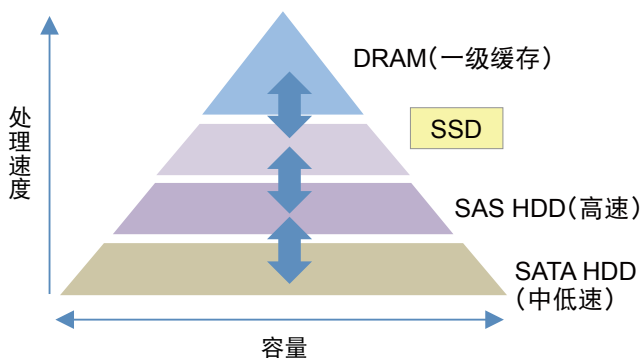 DRAM(一级缓存)
处理速度
SSD
SAS HDD(高速)
SATA HDD
(中低速)
容量